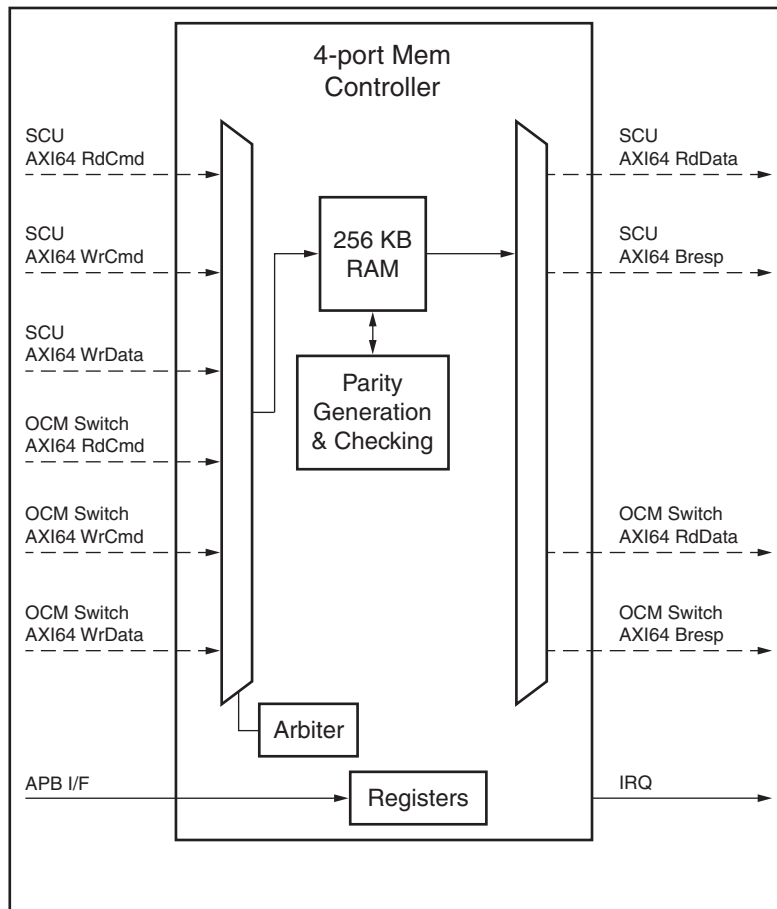 4-port Mem
Controller
SCU
AXI64 RdCmd
SCU
AXI64 WrCmd
SCU
AXI64 WrData
OCM Switch
AXI64 RdCmd
OCM Switch
AXI64 WrCmd
OCM Switch
AXI64 WrData
256 KB
RAM
Parity
Generation
& Checking
SCU
AXI64 RdData
SCU
AXI64 Bresp
OCM Switch
AXI64 RdData
OCM Switch
AXI64 Bresp
Arbiter
APB I/F
Registers
IRQ